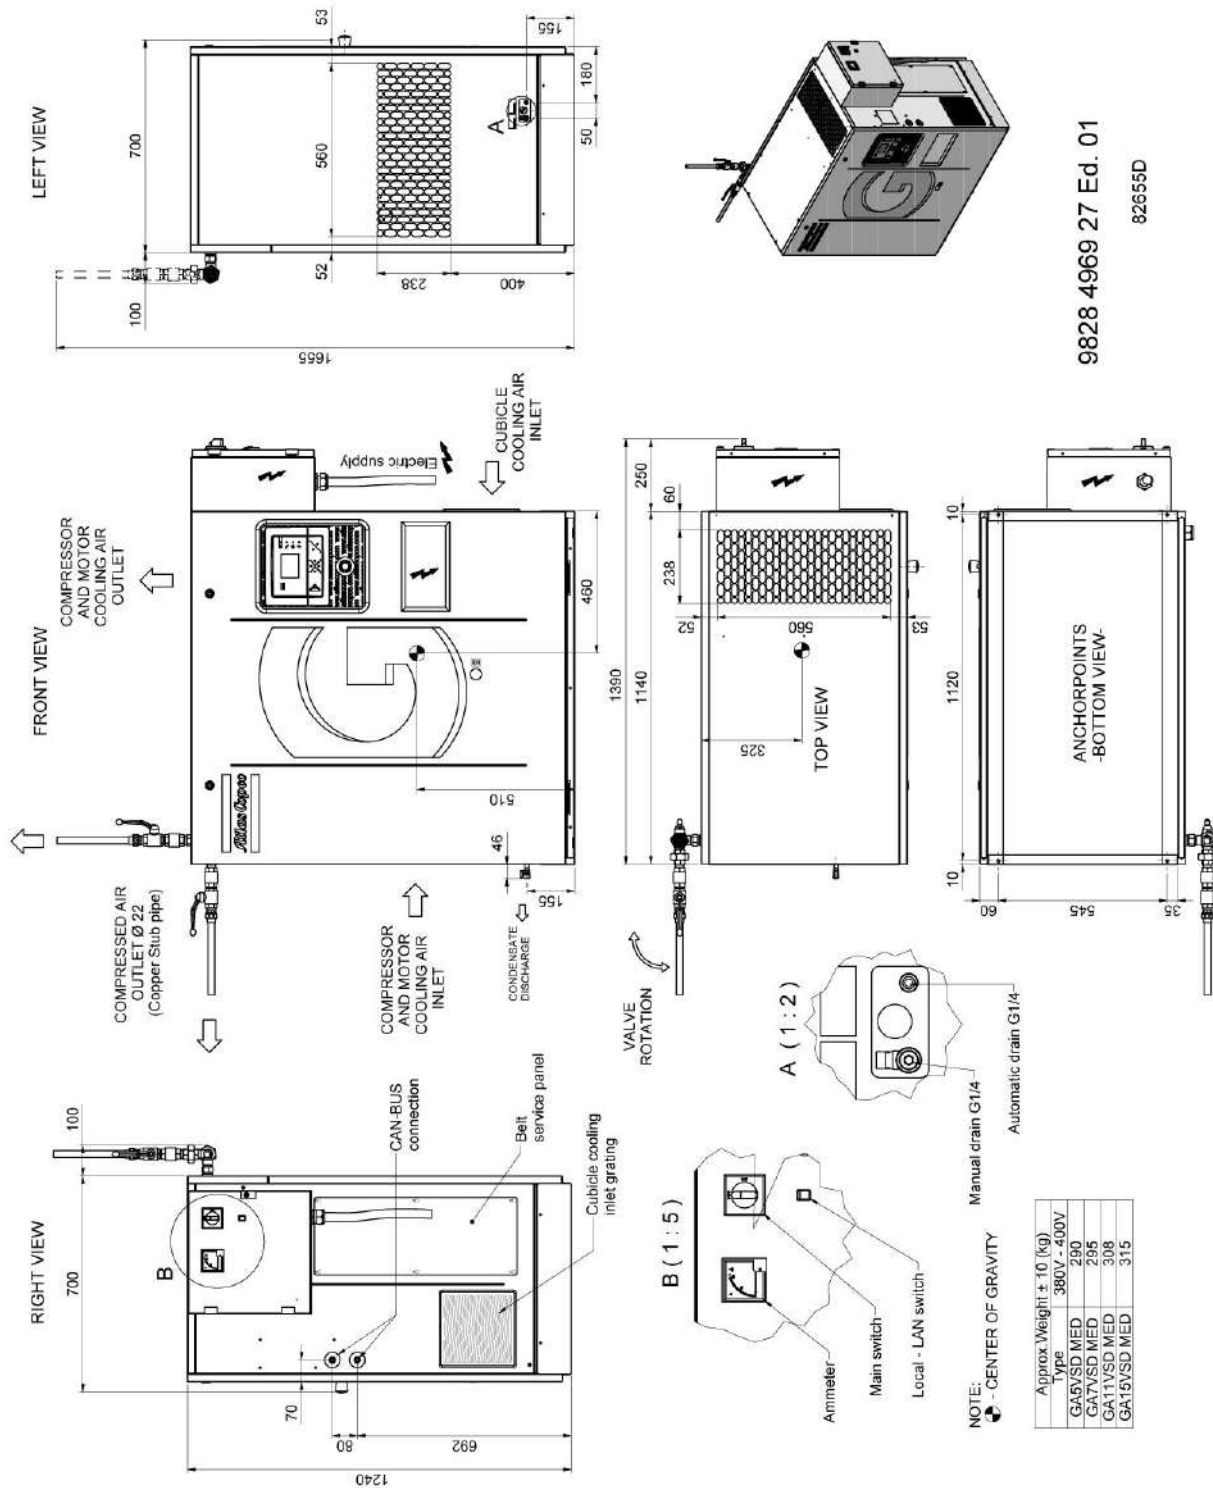 LEFT VIEW
53
700
155
180
50
A
560
52
238
400
100
1655
FRONT VIEW
COMPRESSOR
AND MOTOR
COOLING AIR
OUTLET
Electric supply
CUBICLE
COOLING AIR
INLET
460
510
Atlas Copco
46
155
COMPRESSED AIR
OUTLET Ø 22
(Copper Stub pipe)
COMPRESSOR
AND MOTOR
COOLING AIR
INLET
CONDENSATE
DISCHARGE
RIGHT VIEW
100
700
B
CAN-BUS
connection
Belt
service panel
Cubicle cooling
inlet grating
70
80
692
1240
1390
1140
250
60
238
52
560
53
325
TOP VIEW
VALVE
ROTATION
10
1120
10
60
545
35
ANCHORPOINTS
-BOTTOM VIEW-
A ( 1 : 2 )
Manual drain G1/4
Automatic drain G1/4
B ( 1 : 5 )
Ammeter
Main switch
Local - LAN switch
NOTE:
- CENTER OF GRAVITY
Approx.Weight ± 10 (kg)
Type 380V - 400V
GA5VSD MED 290
GA7VSD MED 295
GA11VSD MED 308
GA15VSD MED 315
9828 4969 27 Ed. 01
82655D